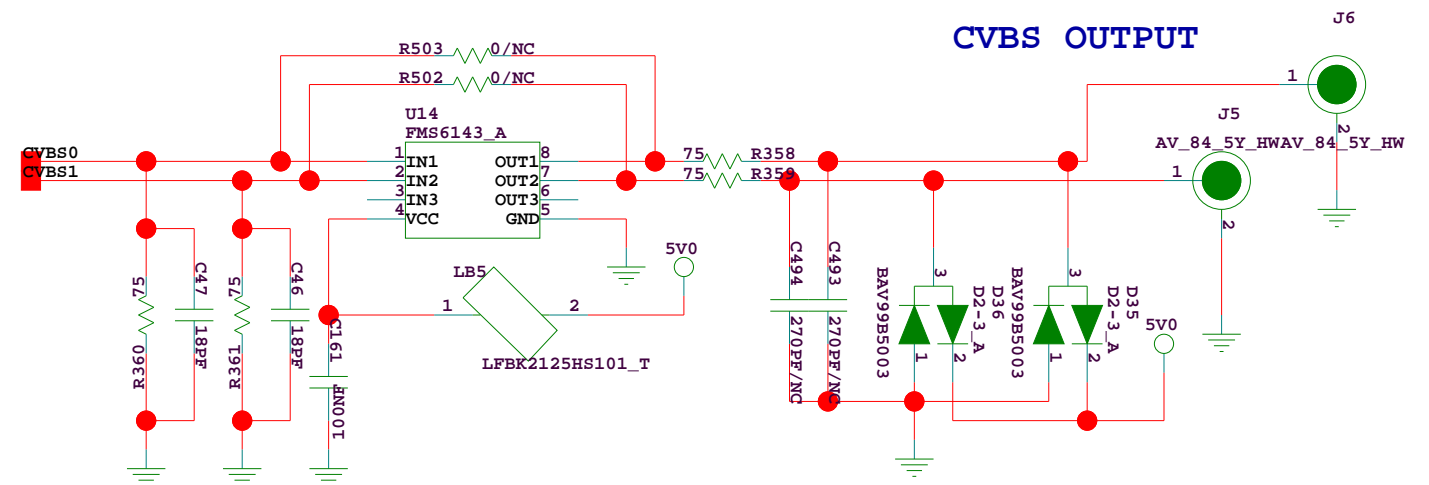 J6
CVBS OUTPUT
R503 0/NC
R502 0/NC
1
J5
U14
FMS6143_A
AV_84_5Y_HW
AV_84_5Y_HW
2
CVBS0
CVBS1
1 IN1 OUT1 8
2 IN2 OUT2 7
3 IN3 OUT3 6
4 VCC GND 5
75 R358
75 R359
1
2
5V0
LB5
1 2
LFBK2125HS101_T
R360 75
C47 18PF
R361 75
C46 18PF
C161 100NF
C494 270PF/NC
C493 270PF/NC
BAV99B5003
3
1
2
D36
D2-3_A
BAV99B5003
3
1
2
D35
D2-3_A
5V0